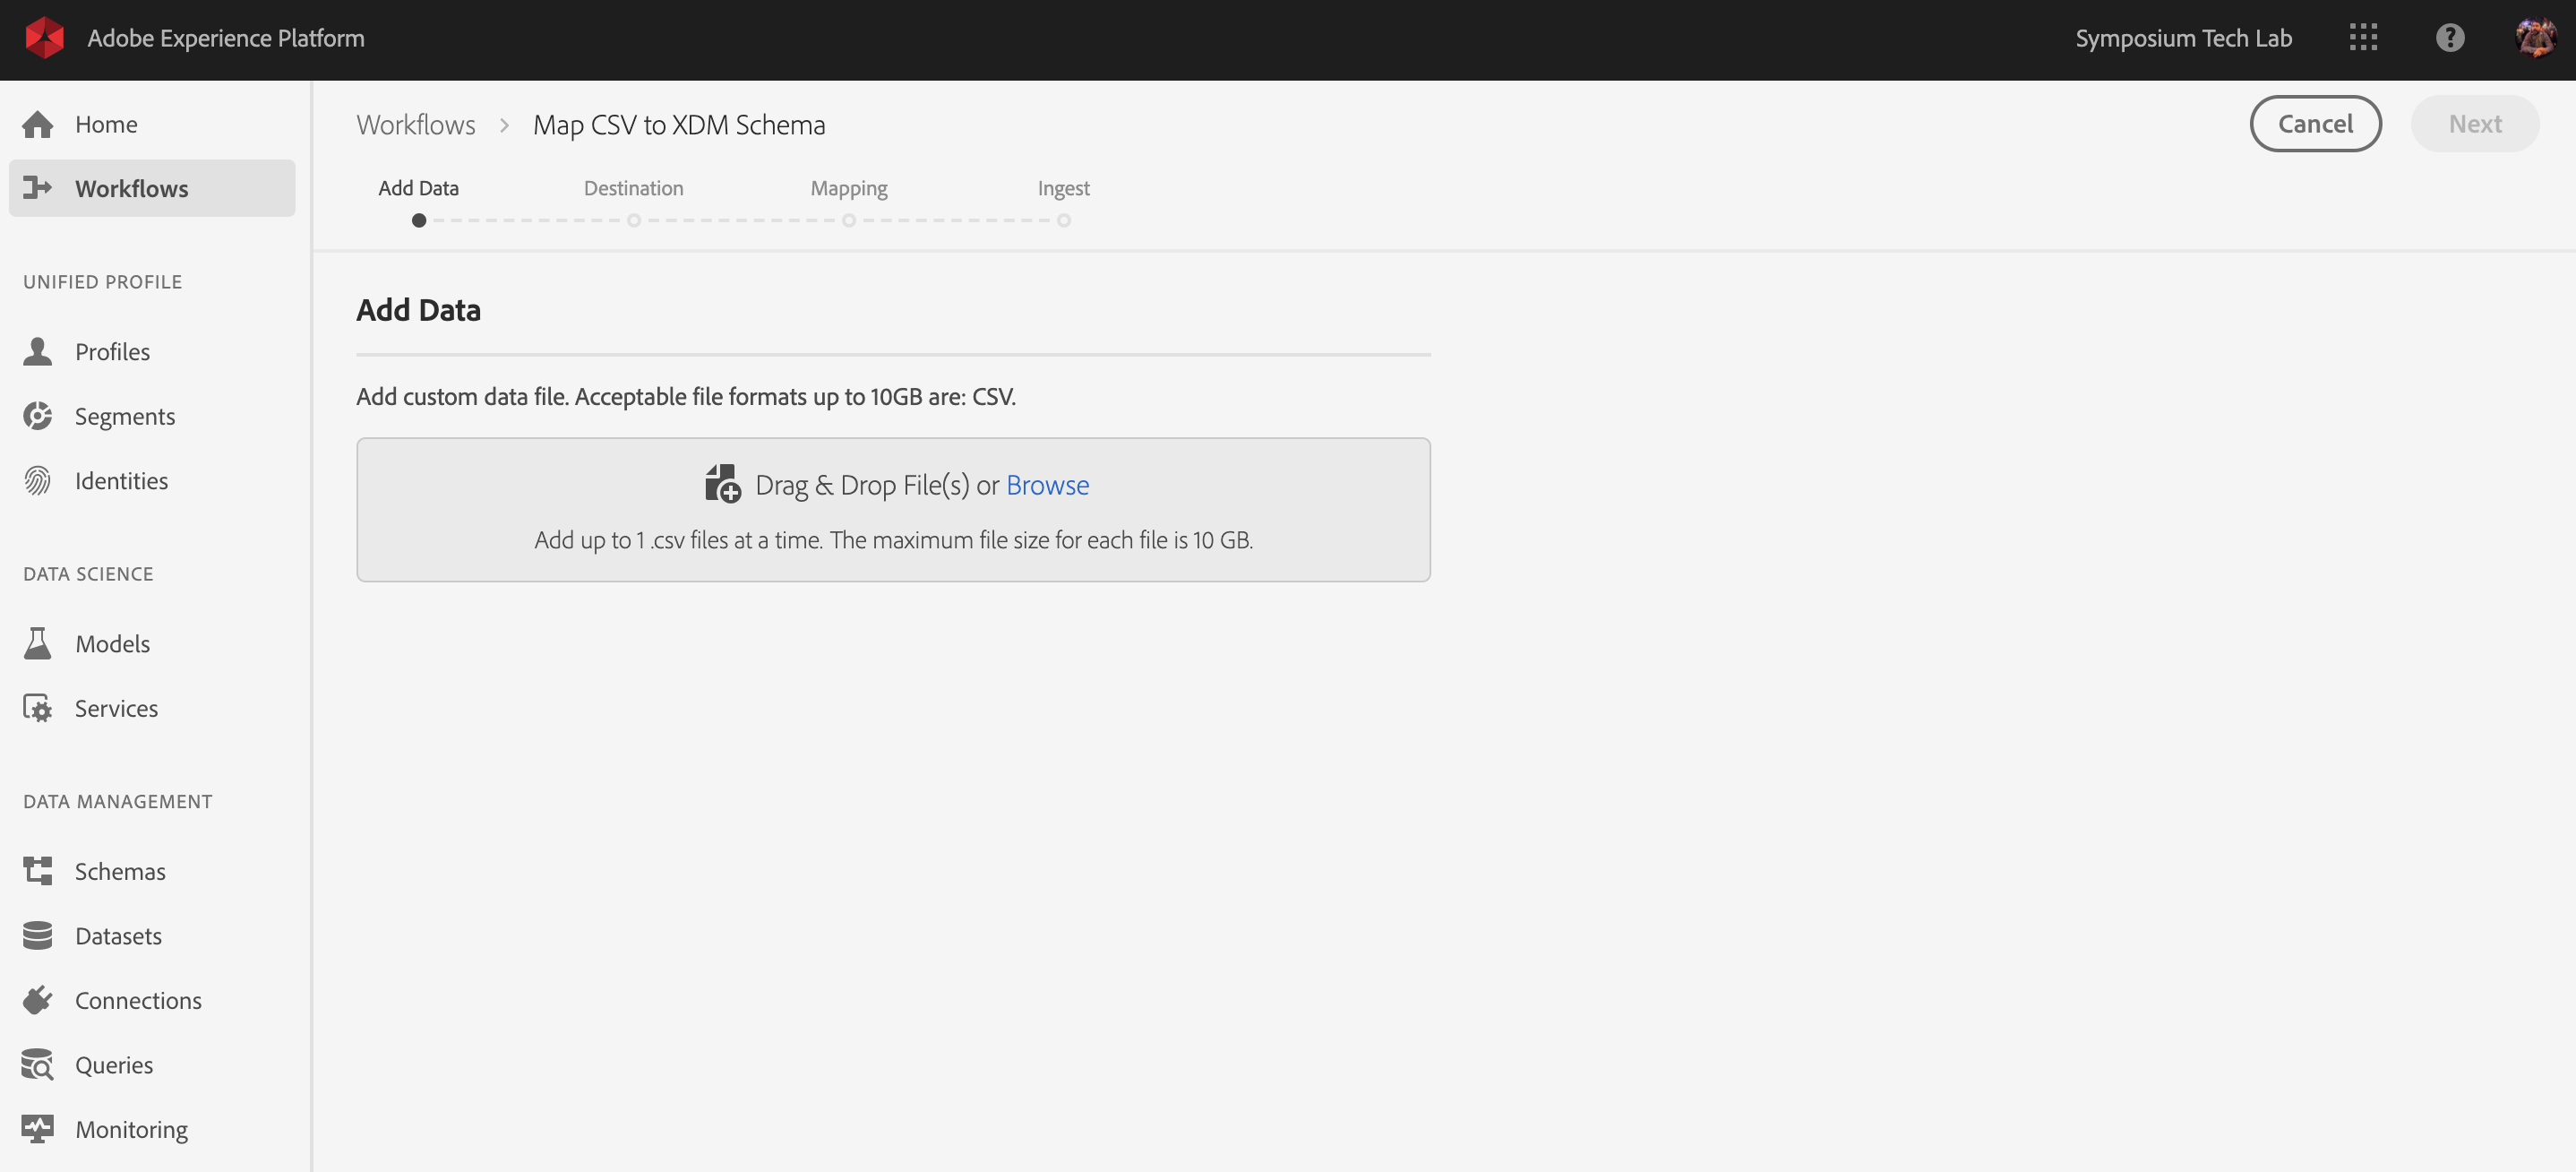 Adobe Experience Platform
Symposium Tech Lab
Home
Workflows
UNIFIED PROFILE
Profiles
Segments
Identities
DATA SCIENCE
Models
Services
DATA MANAGEMENT
Schemas
Datasets
Connections
Queries
Monitoring
Workflows > Map CSV to XDM Schema
Cancel
Next
Add Data Destination Mapping Ingest
Add Data
Add custom data file. Acceptable file formats up to 10GB are: CSV.
Drag & Drop File(s) or Browse
Add up to 1 .csv files at a time. The maximum file size for each file is 10 GB.